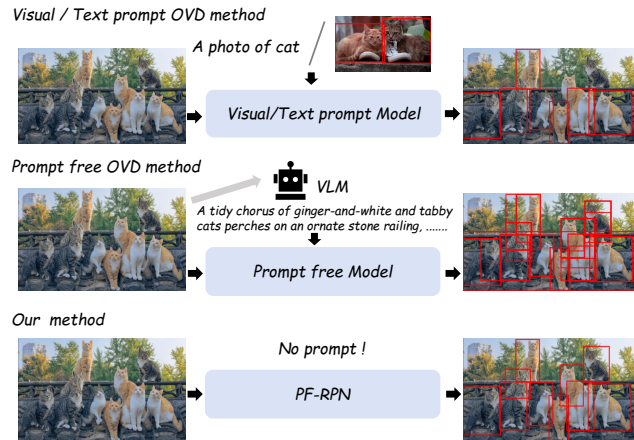 Visual / Text prompt OVD method
A photo of cat
Visual/Text prompt Model
Prompt free OVD method
VLM
A tidy chorus of ginger-and-white and tabby
cats perches on an ornate stone railing, .......
Prompt free Model
Our method
No prompt !
PF-RPN